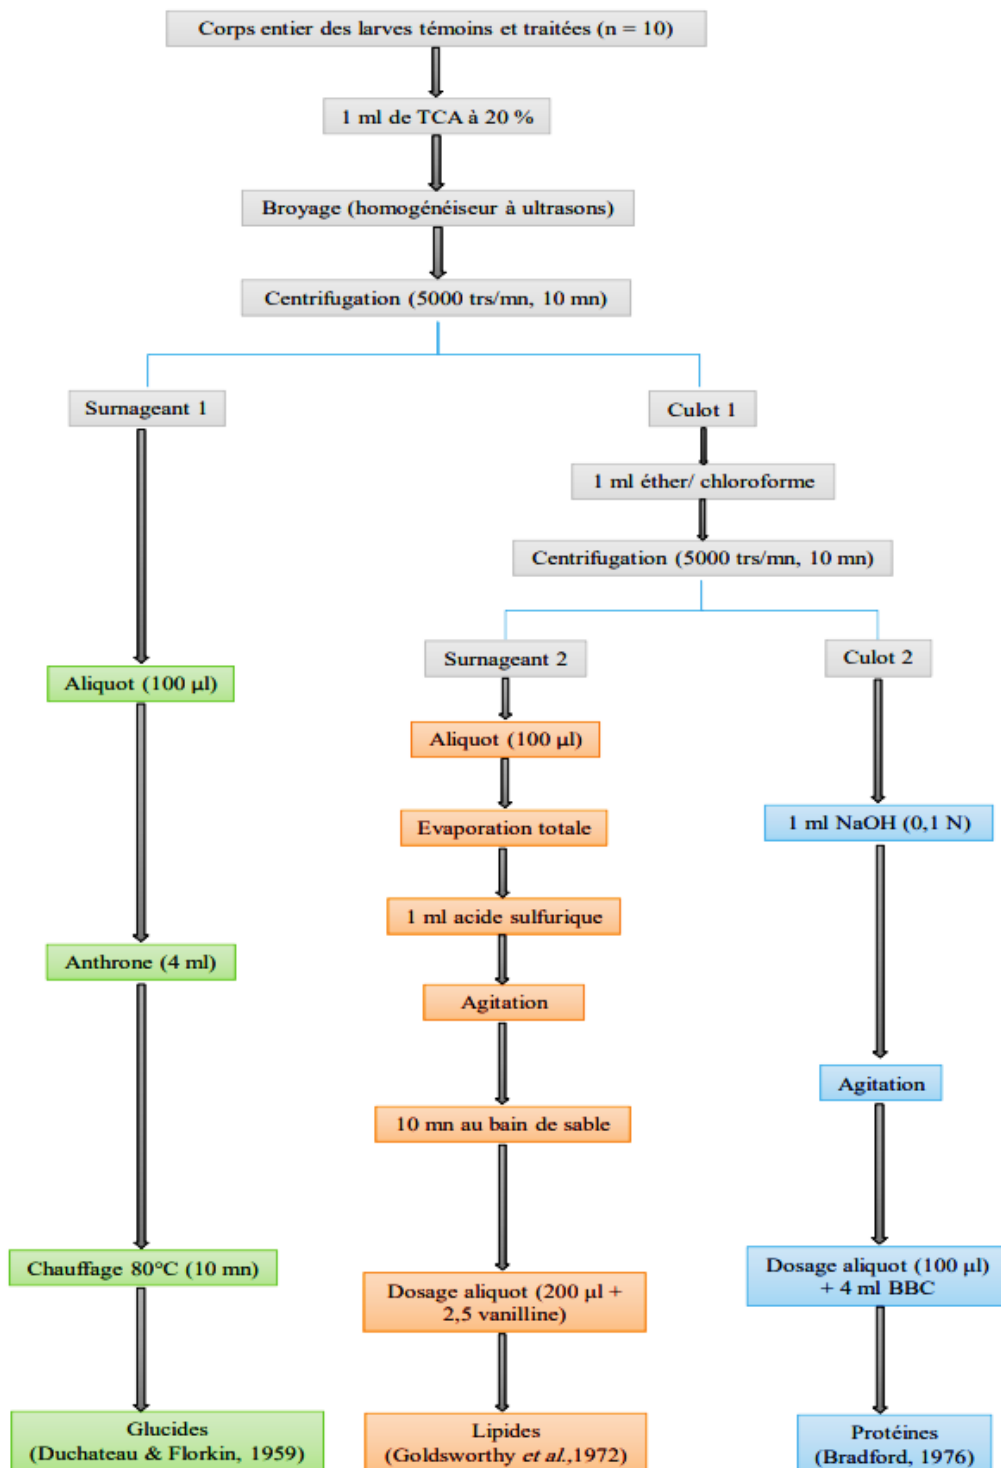 Corps entier des larves témoins et traitées (n = 10)
1 ml de TCA à 20 %
Broyage (homogénéiseur à ultrasons)
Centrifugation (5000 trs/mn, 10 mn)
Surnageant 1
Culot 1
1 ml éther/ chloroforme
Centrifugation (5000 trs/mn, 10 mn)
Surnageant 2
Culot 2
Aliquot (100 µl)
Aliquot (100 µl)
Evaporation totale
1 ml NaOH (0,1 N)
1 ml acide sulfurique
Anthrone (4 ml)
Agitation
Agitation
10 mn au bain de sable
Chauffage 80°C (10 mn)
Dosage aliquot (200 µl +
2,5 vanilline)
Dosage aliquot (100 µl)
+ 4 ml BBC
Glucides
(Duchateau & Florkin, 1959)
Lipides
(Goldsworthy et al.,1972)
Protéines
(Bradford, 1976)